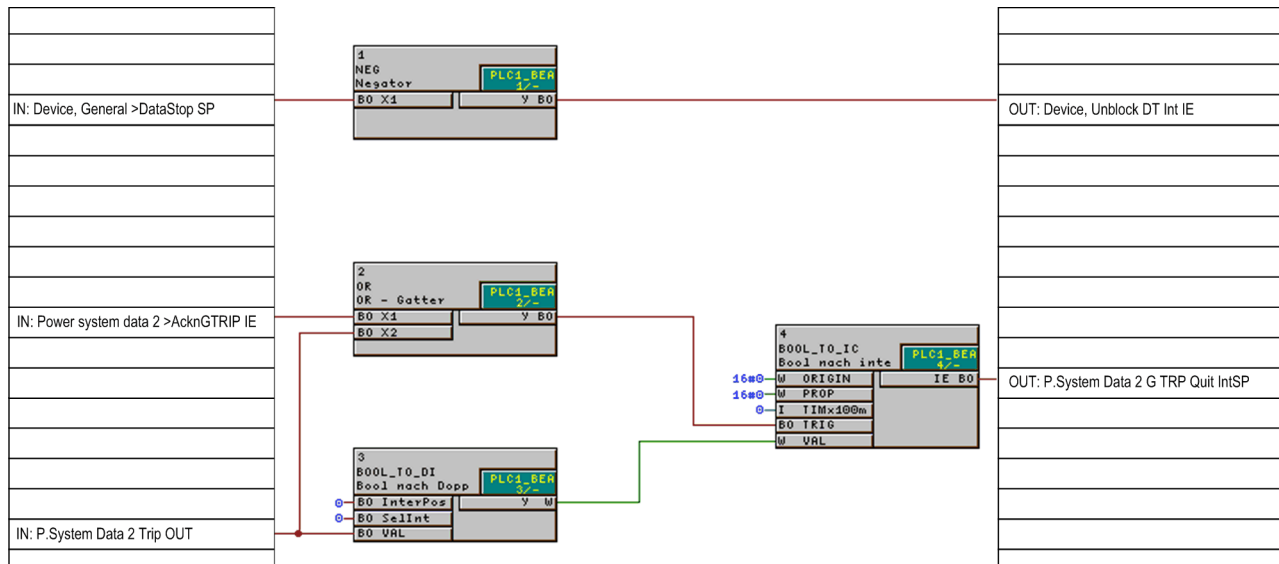 1
NEG
Negator
PLC1_BEA
1/-
IN: Device, General >DataStop SP
BO X1
Y BO
OUT: Device, Unblock DT Int IE
2
OR
OR - Gatter
PLC1_BEA
2/-
IN: Power system data 2 >AcknGTRIP IE
BO X1
Y BO
BO X2
4
BOOL_TO_IC
Bool nach inte
PLC1_BEA
4/-
16#0
W ORIGIN
IE BO
OUT: P.System Data 2 G TRP Quit IntSP
16#0
W PROP
0
I TIMx100m
BO TRIG
W VAL
3
BOOL_TO_DI
Bool nach Dopp
PLC1_BEA
3/-
0
BO InterPos
Y W
0
BO SelInt
IN: P.System Data 2 Trip OUT
BO VAL